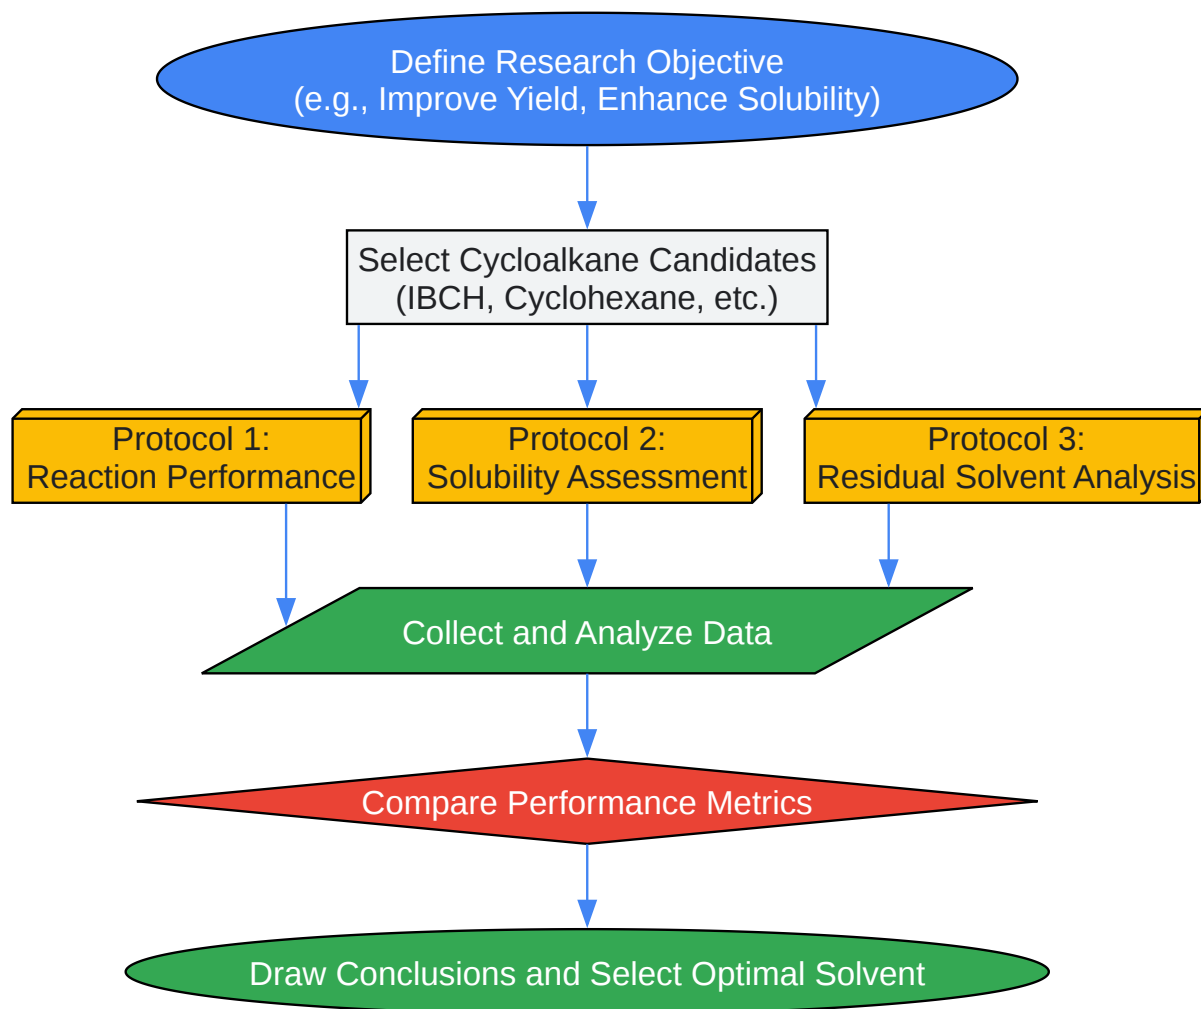 Define Research Objective
(e.g., Improve Yield, Enhance Solubility)
Select Cycloalkane Candidates
(IBCH, Cyclohexane, etc.)
Protocol 1:
Reaction Performance
Protocol 2:
Solubility Assessment
Protocol 3:
Residual Solvent Analysis
Collect and Analyze Data
Compare Performance Metrics
Draw Conclusions and Select Optimal Solvent